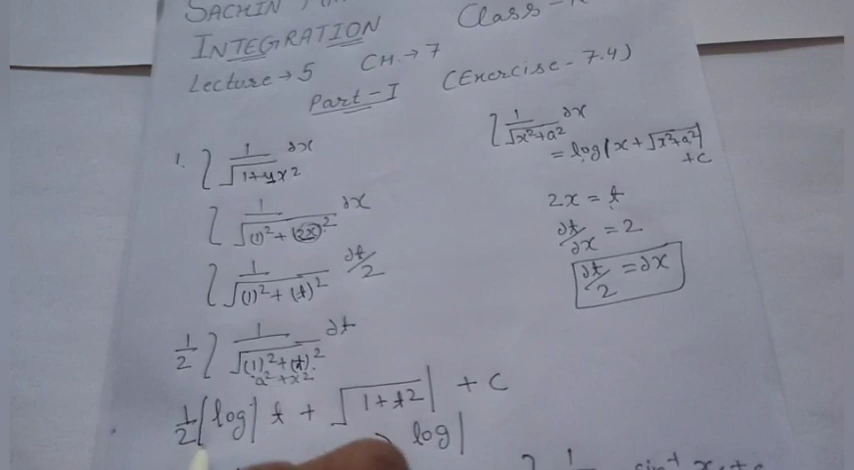 SACHIN
INTEGRATION
Class -
Lecture → 5
CH. → 7
Part - I
(Exercise - 7.4)
1. ∫ 1/√(1+4x²) dx
∫ 1/√((1)² + (2x)²) dx
∫ 1/√((1)² + (t)²) dt/2
1/2 ∫ 1/√((1)² + (t)²) dt
a² + x²
1/2 [log| t + √(1+t²)| + c
log|
∫ 1/√(x²+a²) dx
= log|x + √(x²+a²)|
+c
2x = t
dt/dx = 2
dt/2 = dx